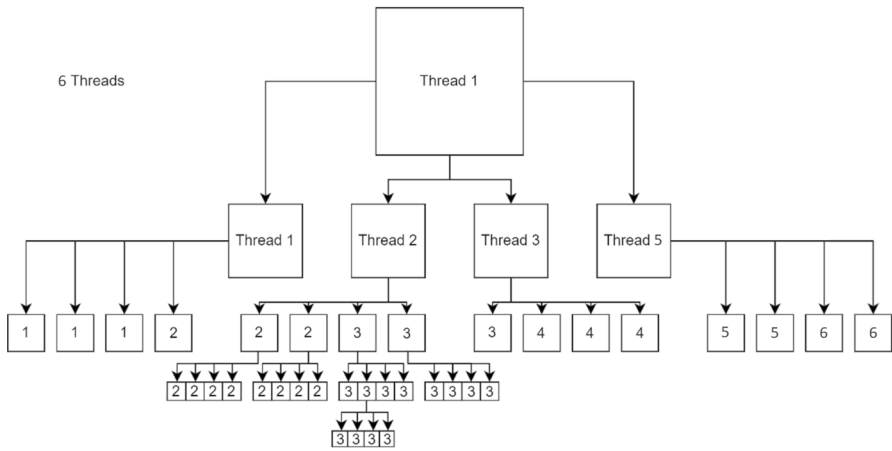 6 Threads
Thread 1
Thread 1
Thread 2
Thread 3
Thread 5
1 1 1 2
2 2 3 3
3 4 4 4
5 5 6 6
2 2 2 2
2 2 2 2
3 3 3 3
3 3 3 3
3 3 3 3